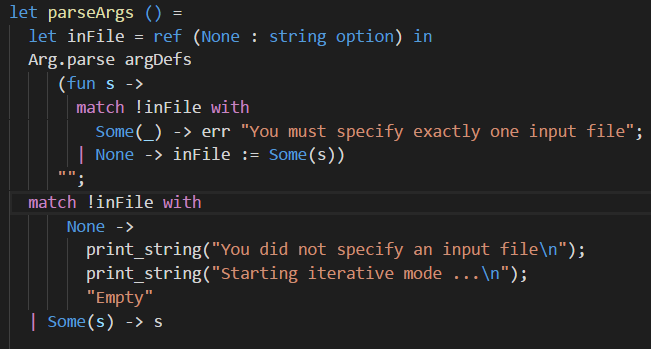 let parseArgs () =
  let inFile = ref (None : string option) in
  Arg.parse argDefs
     (fun s ->
       match !inFile with
         Some(_) -> err "You must specify exactly one input file";
       | None -> inFile := Some(s))
     "";
  match !inFile with
      None ->
        print_string("You did not specify an input file\n");
        print_string("Starting iterative mode ...\n");
        "Empty"
  | Some(s) -> s